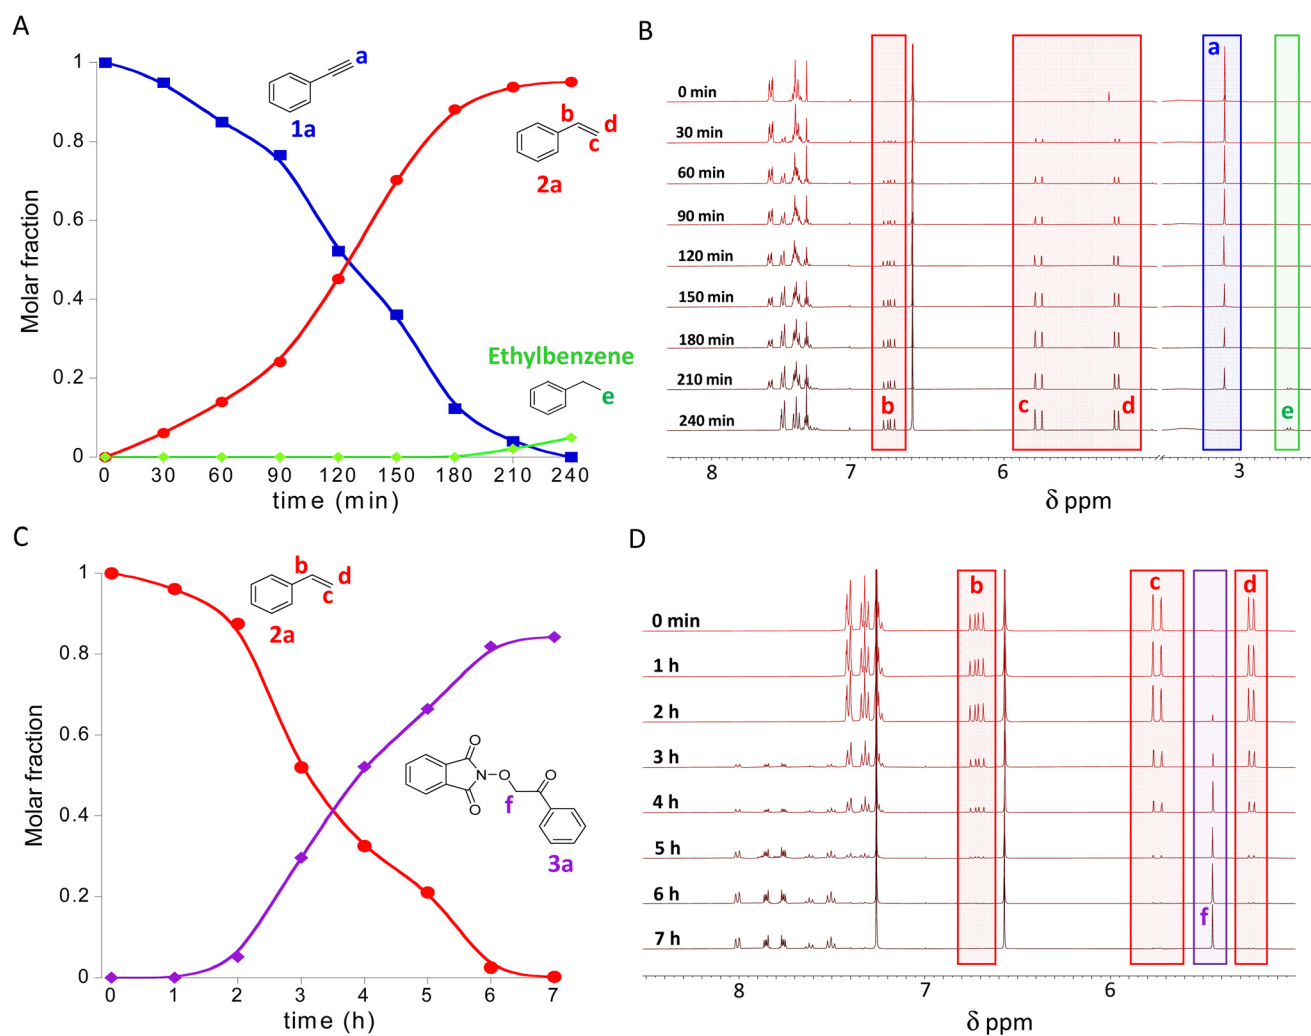 A
1
0.8
0.6
0.4
0.2
0
Molar fraction
0 30 60 90 120 150 180 210 240
time (min)
a
1a
b
d
c
2a
Ethylbenzene
e
B
0 min
30 min
60 min
90 min
120 min
150 min
180 min
210 min
240 min
a
b
c
d
e
8 7 6 3
δ ppm
C
1
0.8
0.6
0.4
0.2
0
Molar fraction
0 1 2 3 4 5 6 7
time (h)
b
d
c
2a
O
N
O
O
O
f
3a
D
0 min
1 h
2 h
3 h
4 h
5 h
6 h
7 h
b
c
d
f
8 7 6
δ ppm